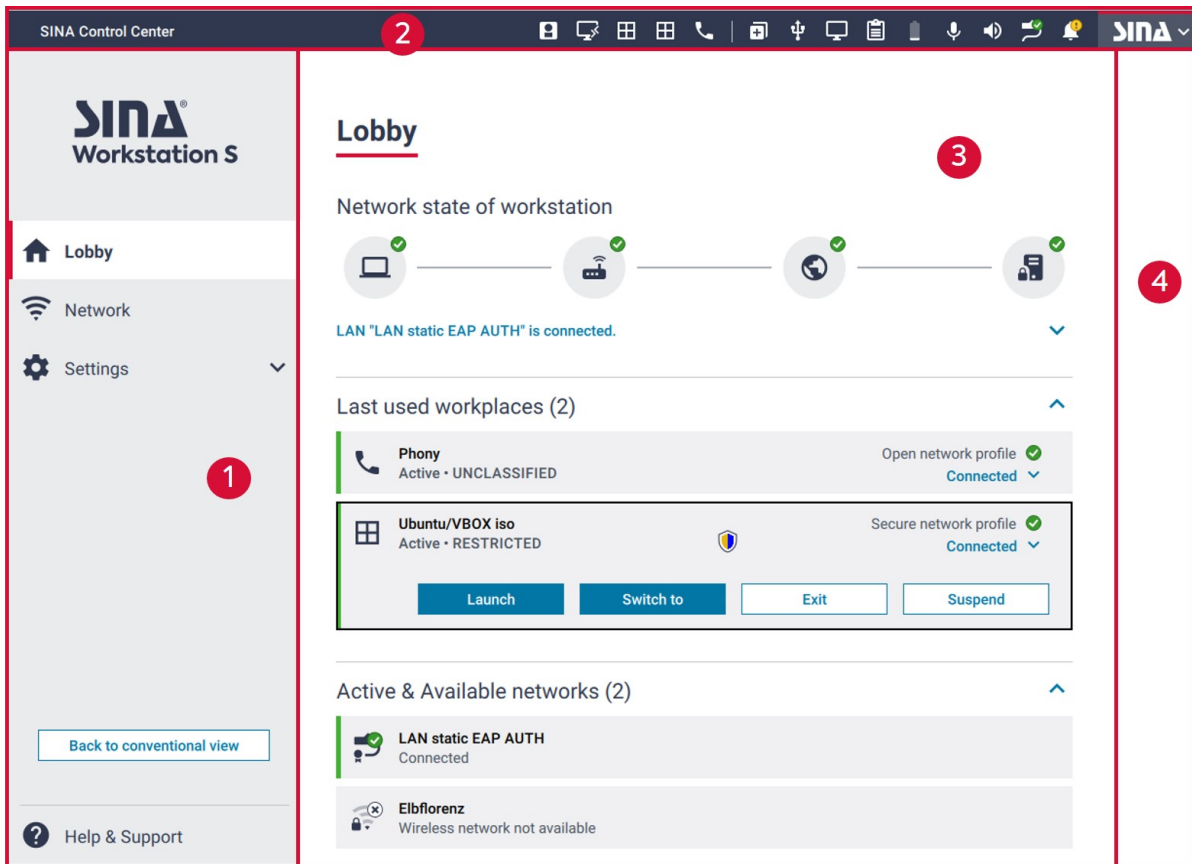 SINA Control Center
2
SINA
SINA®
Workstation S
Lobby
Network
Settings
1
Back to conventional view
Help & Support
Lobby
3
Network state of workstation
LAN "LAN static EAP AUTH" is connected.
Last used workplaces (2)
Phony
Active • UNCLASSIFIED
Open network profile
Connected
Ubuntu/VBOX iso
Active • RESTRICTED
Secure network profile
Connected
Launch
Switch to
Exit
Suspend
Active & Available networks (2)
LAN static EAP AUTH
Connected
Elbflorenz
Wireless network not available
4